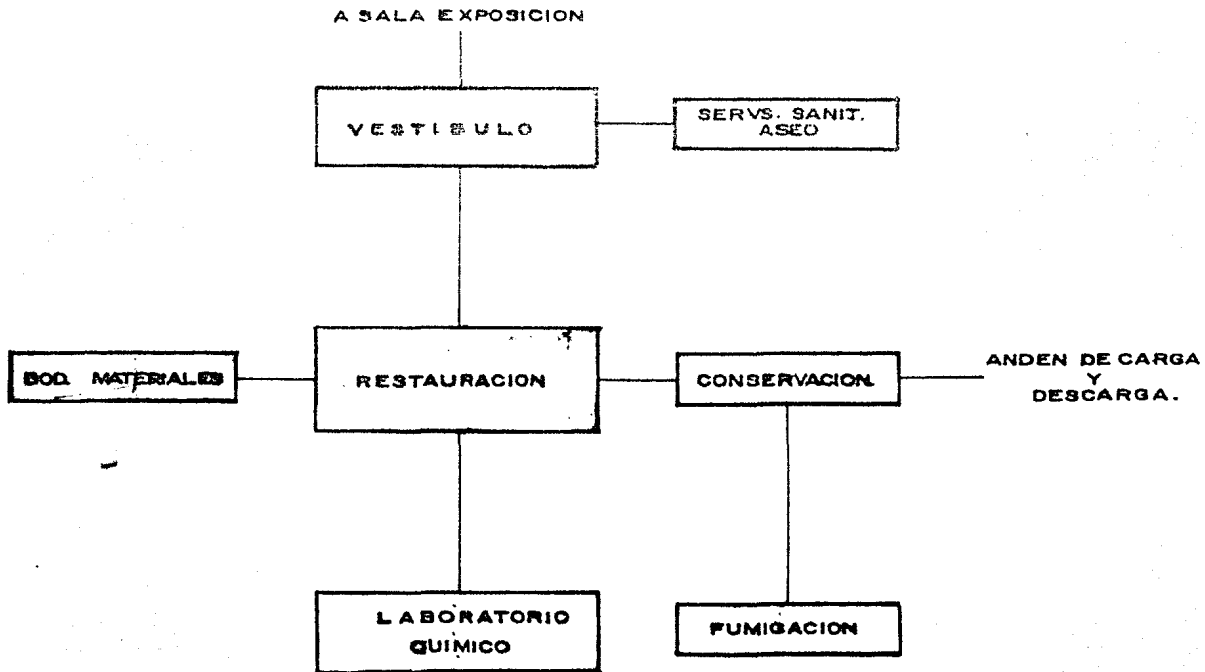 A SALA EXPOSICION
VESTIBULO
SERVS. SANIT.
ASEO
BOD. MATERIALES
RESTAURACION
CONSERVACION.
ANDEN DE CARGA
Y
DESCARGA.
LABORATORIO
QUIMICO
FUMIGACION